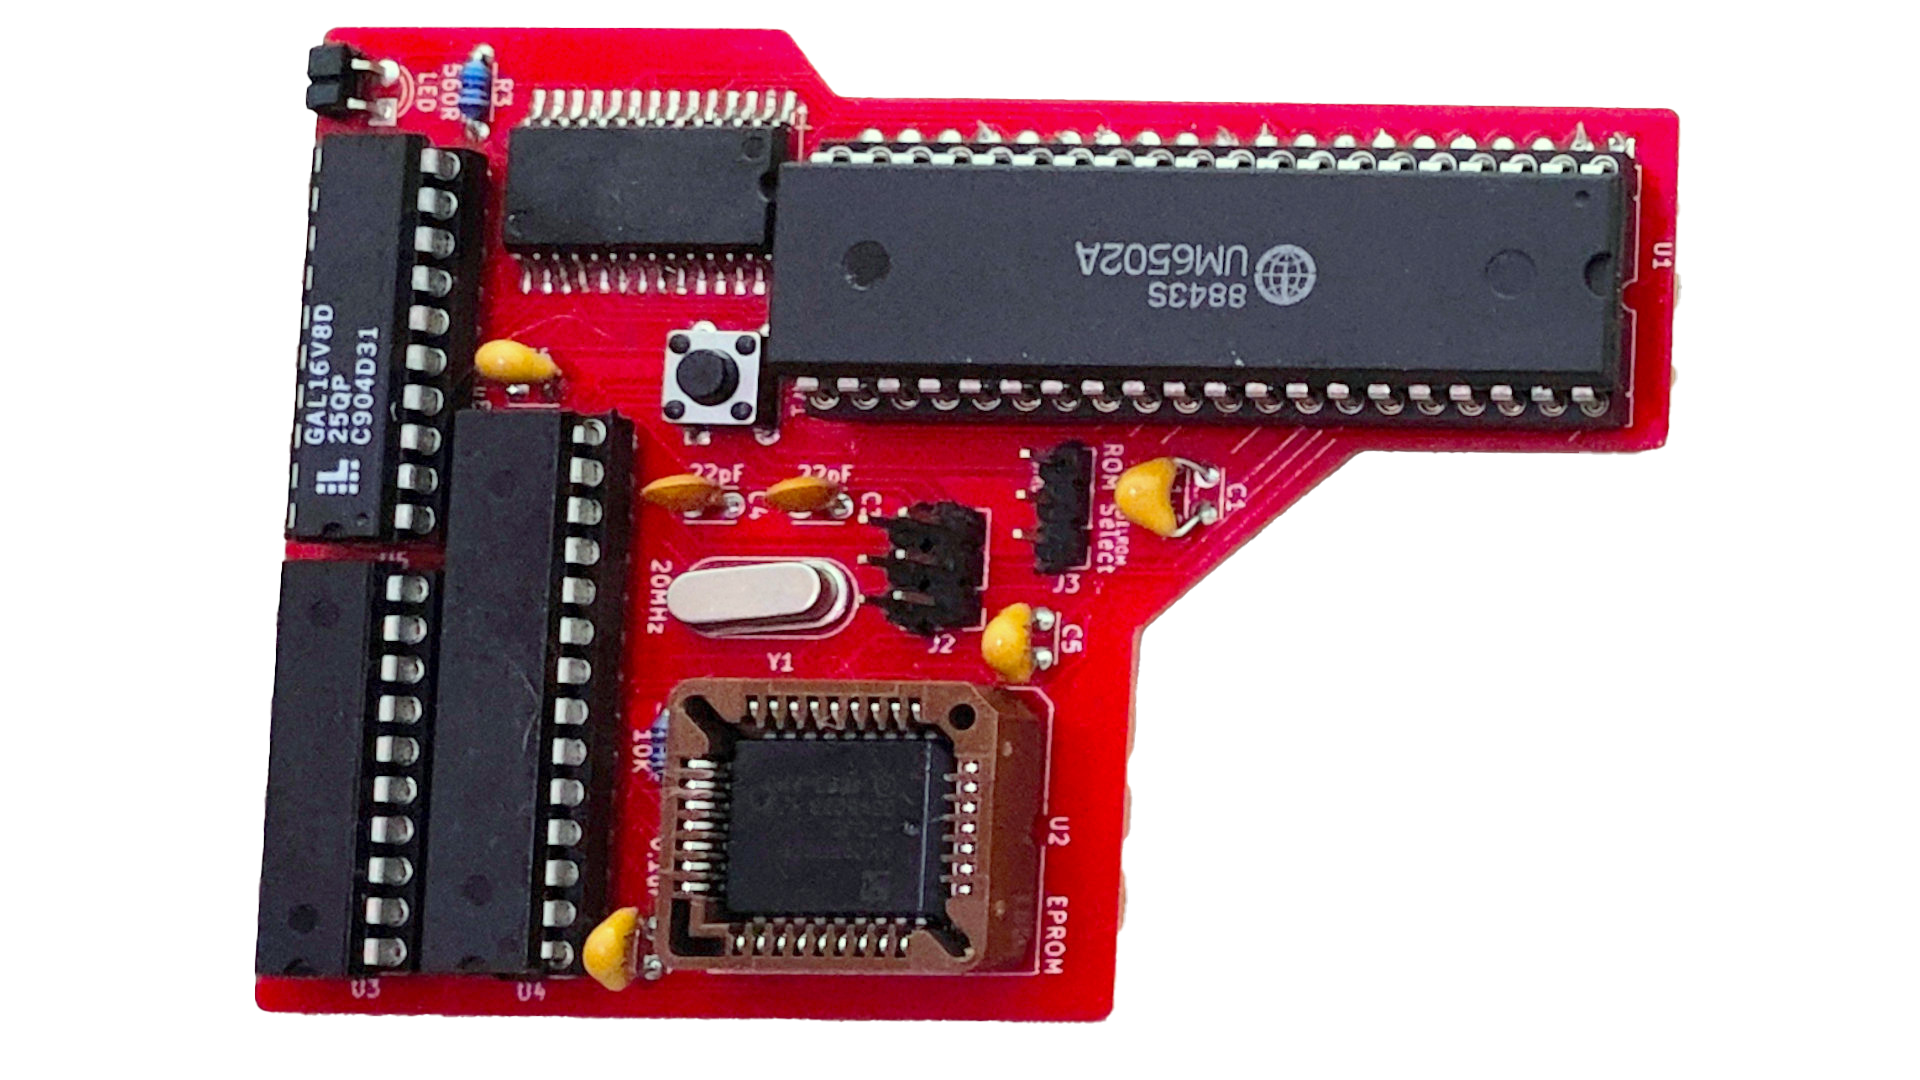 R3
560R
LED
U1
UM6502A
8843S
GAL16V8D
25QP
C904D31
22pF
22pF
C4
ROM Select
C1
J3
20MHz
Y1
J2
C5
10K
U2
EPROM
U3
U4